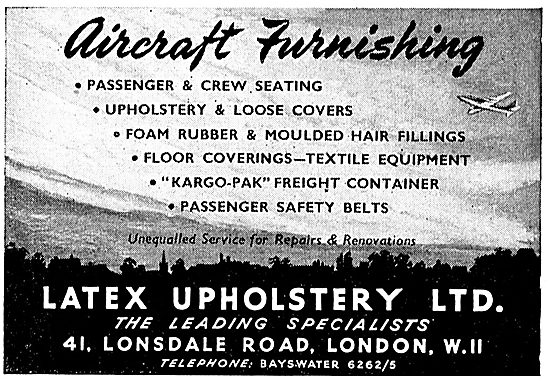 Aircraft Furnishing
• PASSENGER & CREW SEATING
• UPHOLSTERY & LOOSE COVERS
• FOAM RUBBER & MOULDED HAIR FILLINGS
• FLOOR COVERINGS—TEXTILE EQUIPMENT
• "KARGO-PAK" FREIGHT CONTAINER
• PASSENGER SAFETY BELTS
Unequalled Service for Repairs & Renovations
LATEX UPHOLSTERY LTD.
THE LEADING SPECIALISTS
41, LONSDALE ROAD, LONDON, W.11
TELEPHONE: BAYSWATER 6262/5